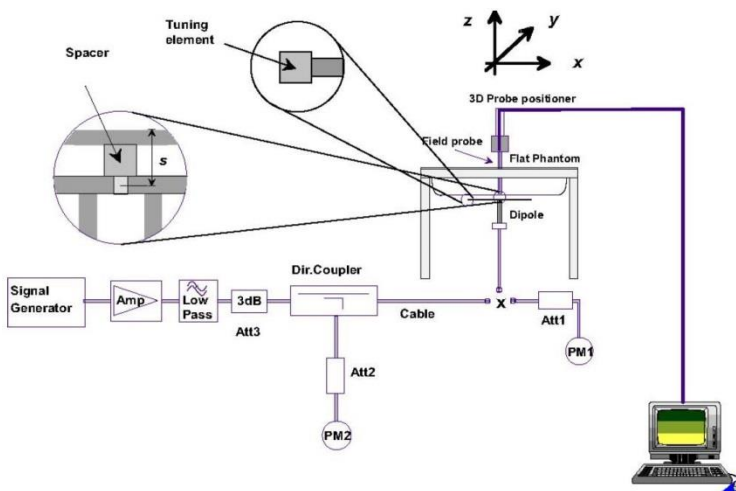 Tuning
element
Spacer
s
z
y
x
3D Probe positioner
Field probe
Flat Phantom
Dipole
Signal
Generator
Amp
Low
Pass
3dB
Att3
Dir.Coupler
Cable
x
Att1
PM1
Att2
PM2